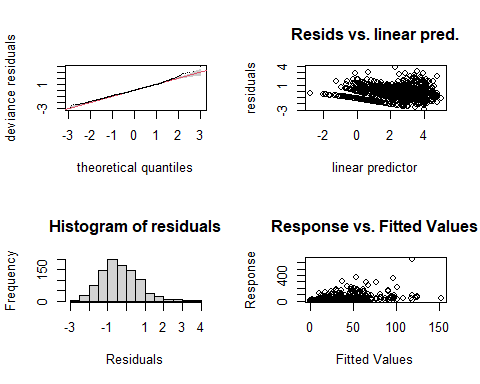 deviance residuals
1
-3
-3 -2 -1 0 1 2 3
theoretical quantiles
Resids vs. linear pred.
residuals
4
1
-3
-2 0 2 4
linear predictor
Histogram of residuals
Frequency
150
0
-3 -1 1 2 3 4
Residuals
Response vs. Fitted Values
Response
400
0
0 50 100 150
Fitted Values